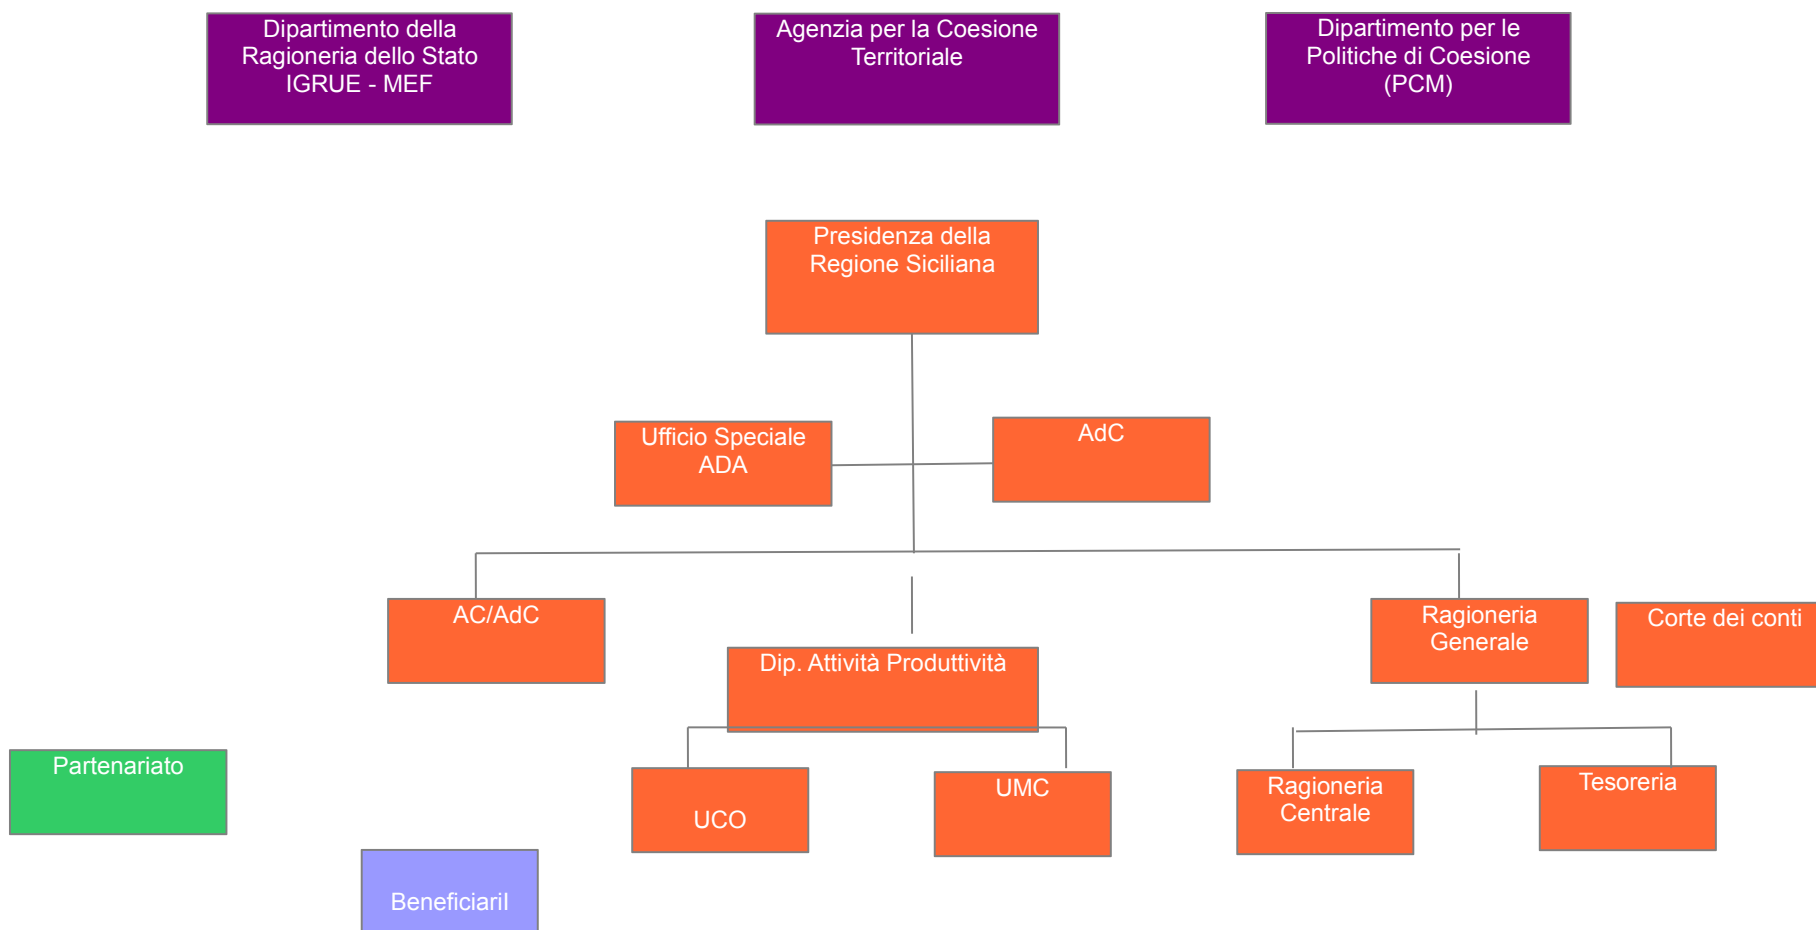 Dipartimento della
Ragioneria dello Stato
IGRUE - MEF
Agenzia per la Coesione
Territoriale
Dipartimento per le
Politiche di Coesione
(PCM)
Presidenza della
Regione Siciliana
Ufficio Speciale
ADA
AdC
AC/AdC
Dip. Attività Produttività
Ragioneria
Generale
Corte dei conti
Partenariato
UCO
UMC
Ragioneria
Centrale
Tesoreria
BeneficiariI